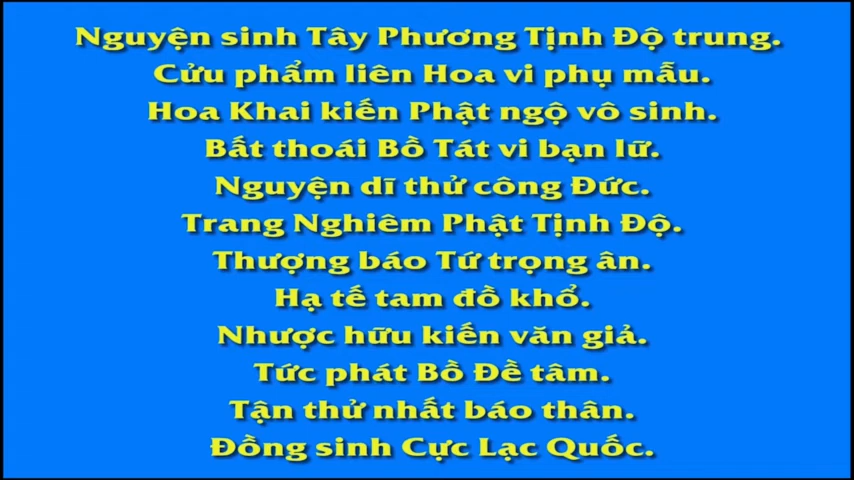 Nguyện sinh Tây Phương Tịnh Độ trung.
Cửu phẩm liên Hoa vi phụ mẫu.
Hoa Khai kiến Phật ngộ vô sinh.
Bất thoái Bồ Tát vi bạn lữ.
Nguyện dĩ thử công Đức.
Trang Nghiêm Phật Tịnh Độ.
Thượng báo Tứ trọng ân.
Hạ tế tam đồ khổ.
Nhược hữu kiến văn giả.
Tức phát Bồ Đề tâm.
Tận thử nhất báo thân.
Đồng sinh Cực Lạc Quốc.